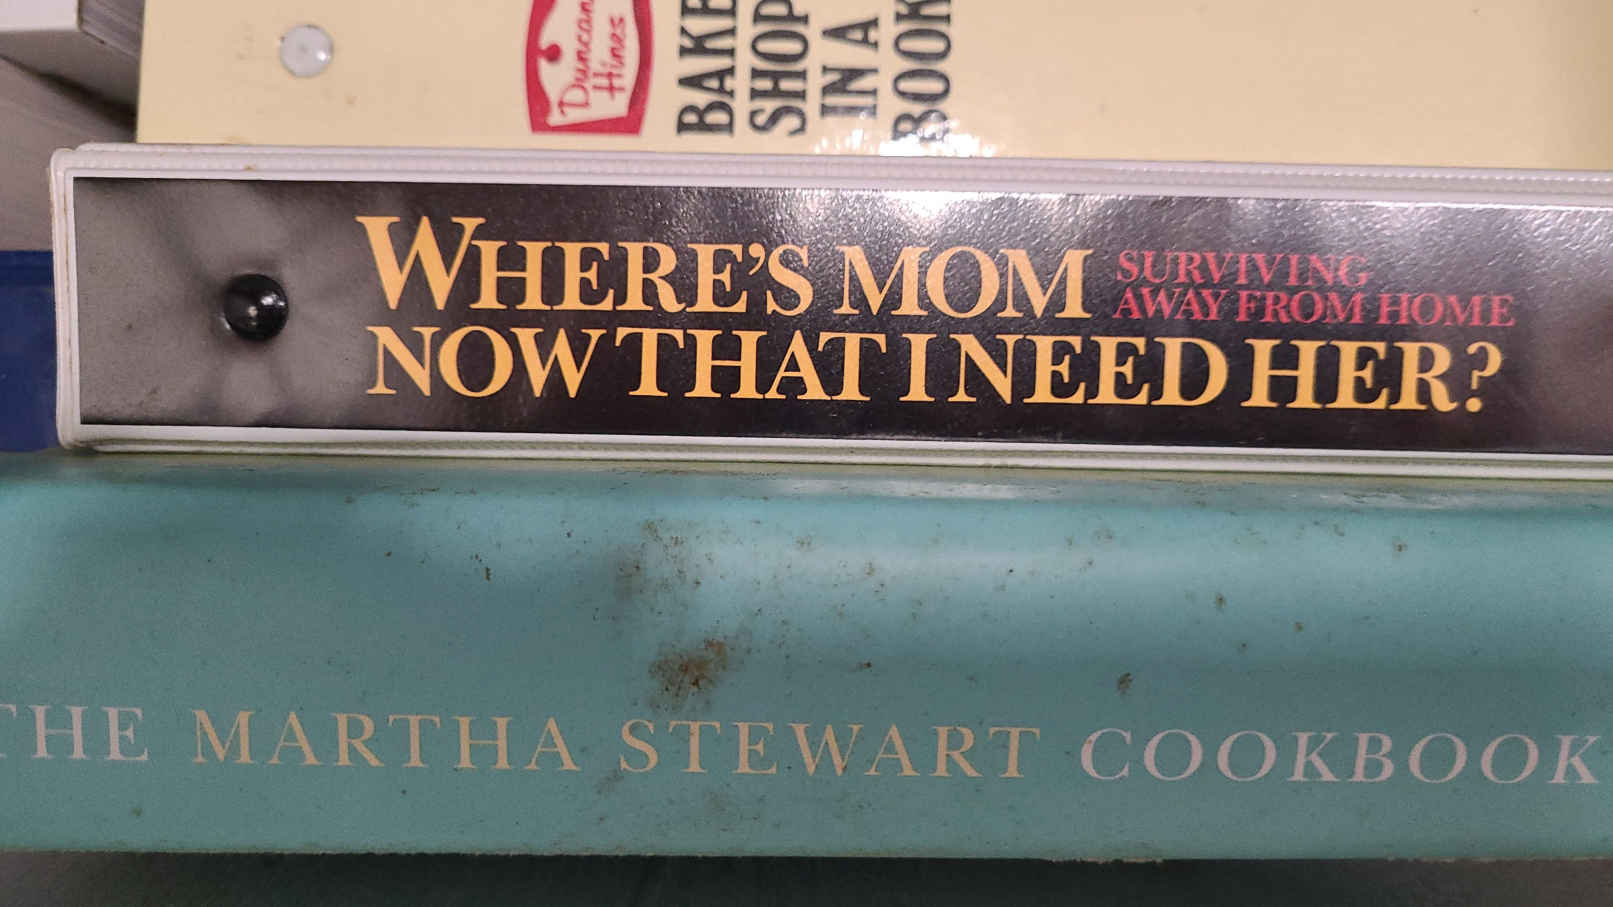 Duncan
Hines
BAKE
SHOP
IN A
BOOK
WHERE'S MOM
NOW THAT I NEED HER?
SURVIVING
AWAY FROM HOME
THE MARTHA STEWART COOKBOOK